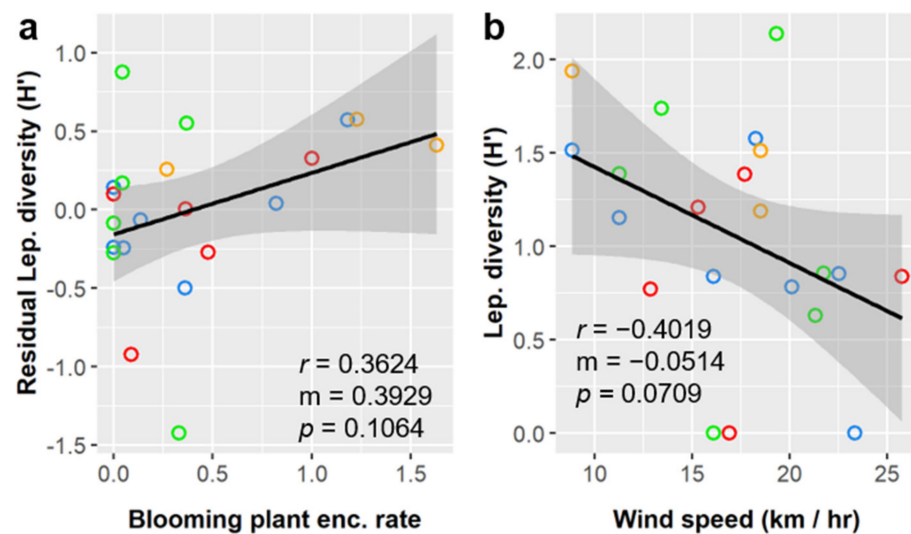 a
Residual Lep. diversity (H')
1.0
0.5
0.0
-0.5
-1.0
-1.5
r = 0.3624
m = 0.3929
p = 0.1064
0.0 0.5 1.0 1.5
Blooming plant enc. rate
b
Lep. diversity (H')
2.0
1.5
1.0
0.5
0.0
r = −0.4019
m = −0.0514
p = 0.0709
10 15 20 25
Wind speed (km / hr)